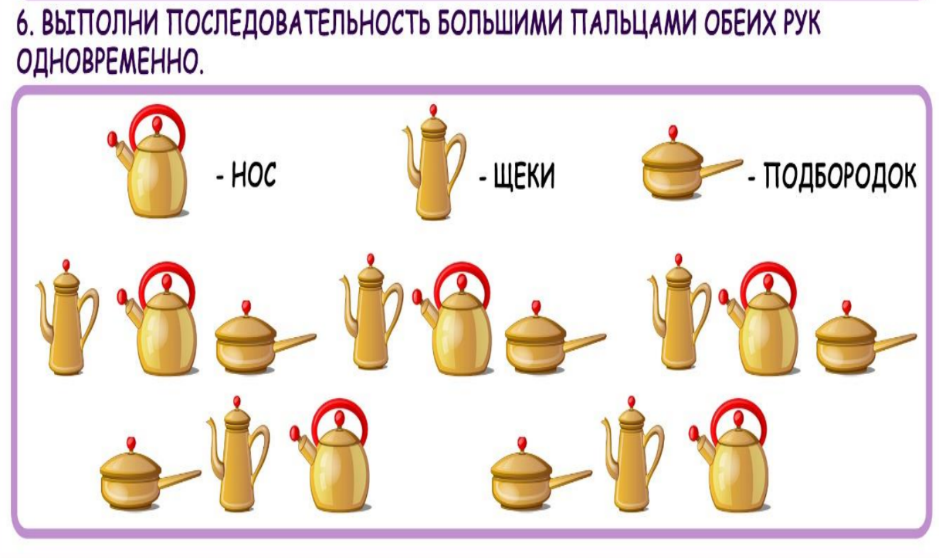 6. ВЫПОЛНИ ПОСЛЕДОВАТЕЛЬНОСТЬ БОЛЬШИМИ ПАЛЬЦАМИ ОБЕИХ РУК
ОДНОВРЕМЕННО.
- НОС - ЩЕКИ - ПОДБОРОДОК